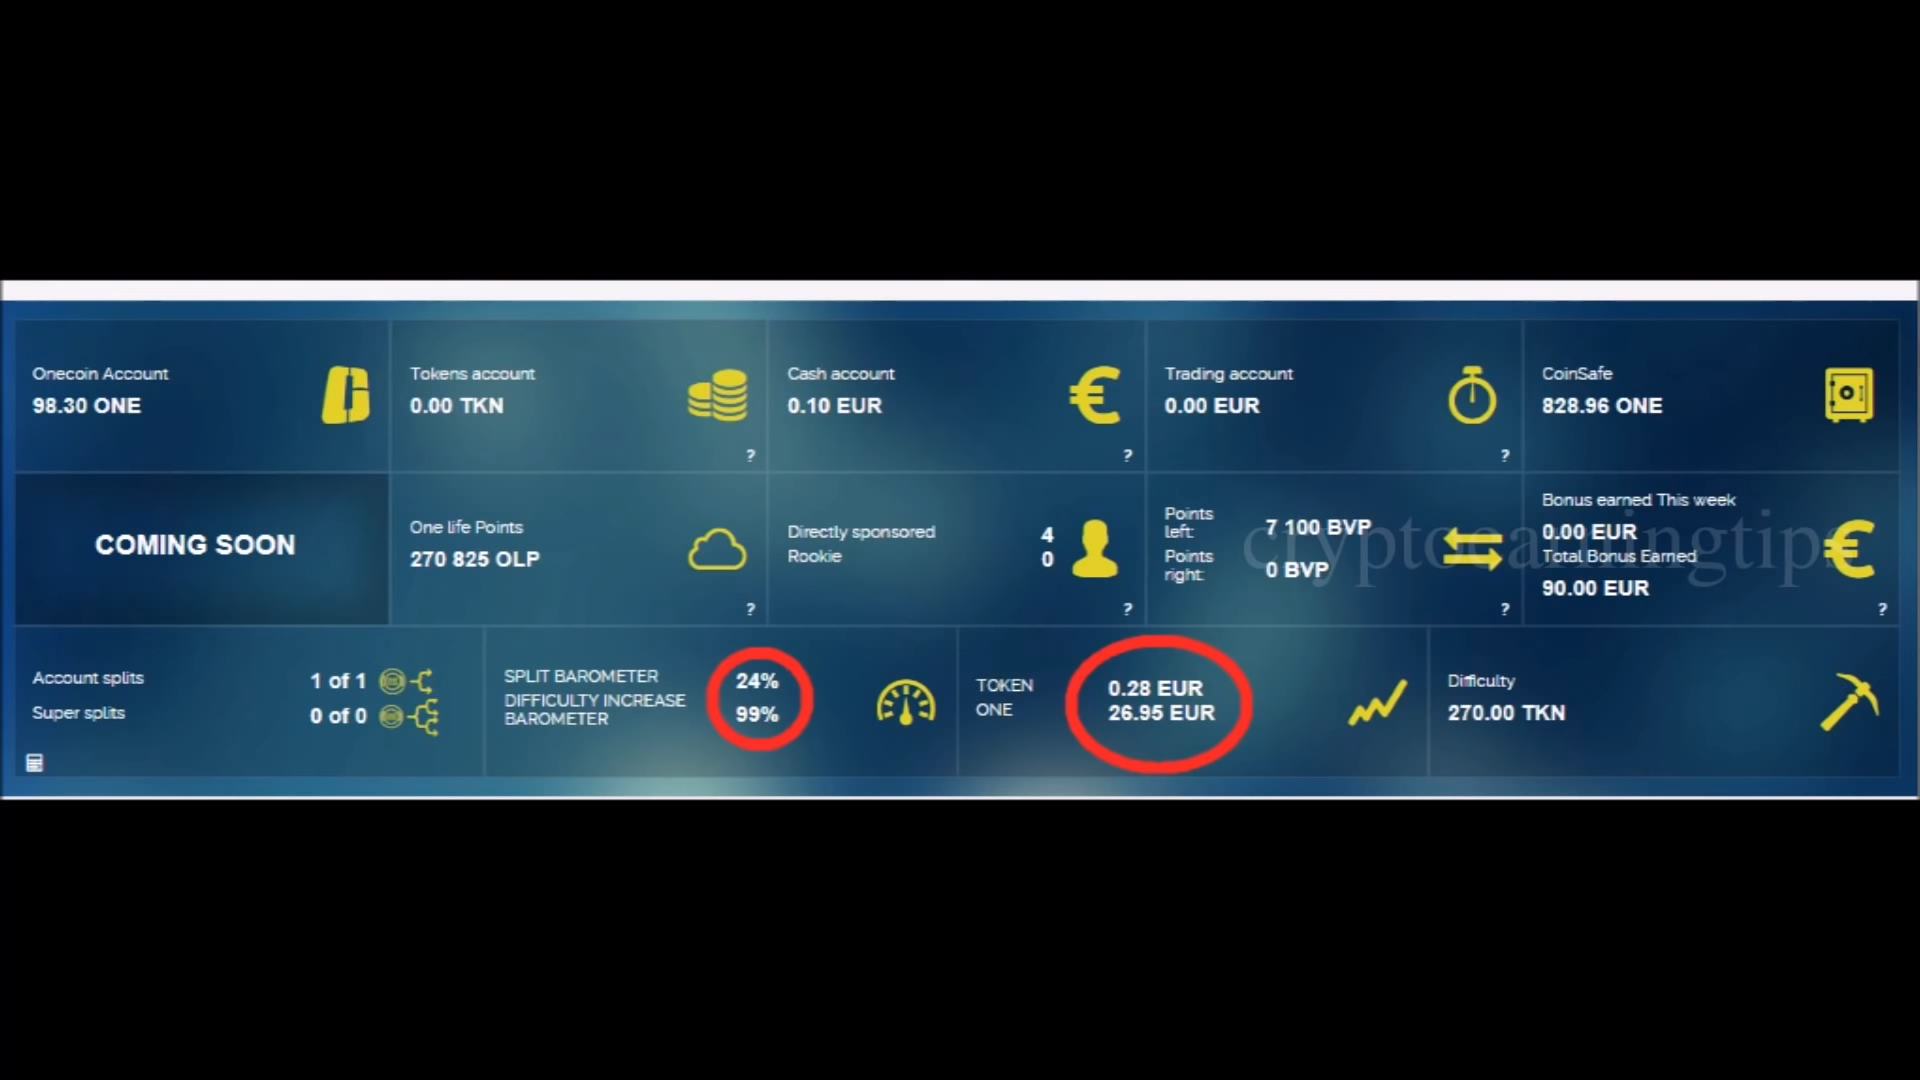 Onecoin Account
98.30 ONE
Tokens account
0.00 TKN
?
Cash account
0.10 EUR
?
Trading account
0.00 EUR
?
CoinSafe
828.96 ONE
COMING SOON
One life Points
270 825 OLP
?
Directly sponsored 4
Rookie 0
?
Points left: 7 100 BVP
Points right: 0 BVP
?
Bonus earned This week
0.00 EUR
Total Bonus Earned
90.00 EUR
?
cryptoearningtips
Account splits 1 of 1
Super splits 0 of 0
SPLIT BAROMETER 24%
DIFFICULTY INCREASE
BAROMETER 99%
TOKEN 0.28 EUR
ONE 26.95 EUR
Difficulty
270.00 TKN